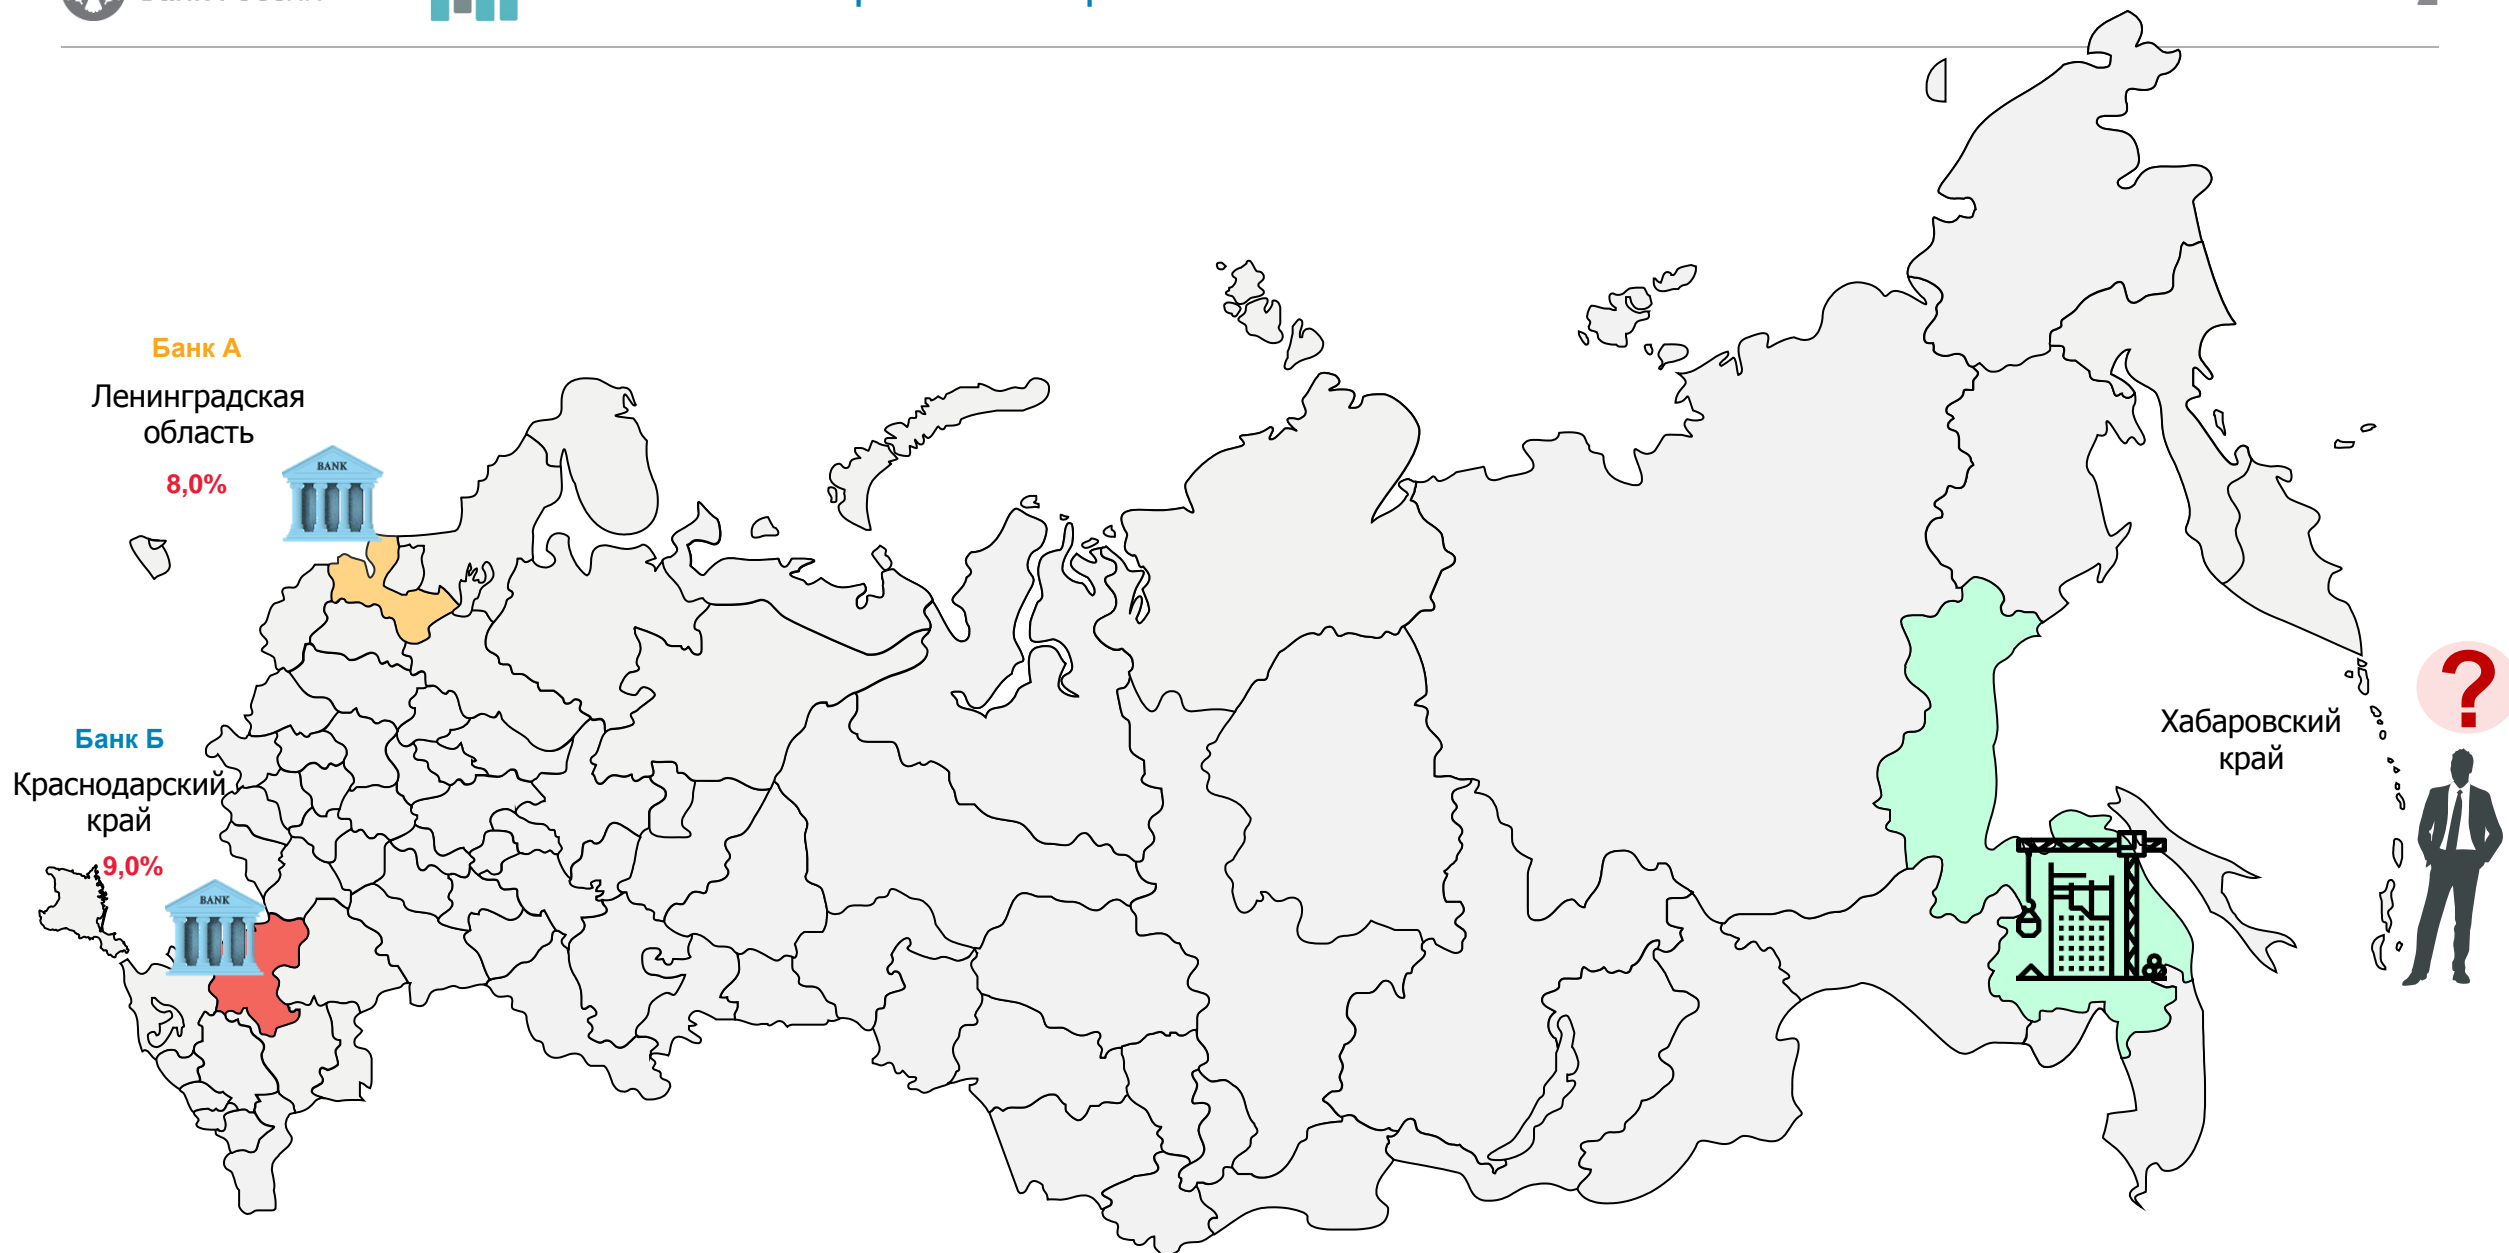 Банк А
Ленинградская
область
8,0%
BANK
Банк Б
Краснодарский
край
9,0%
BANK
Хабаровский
край
?